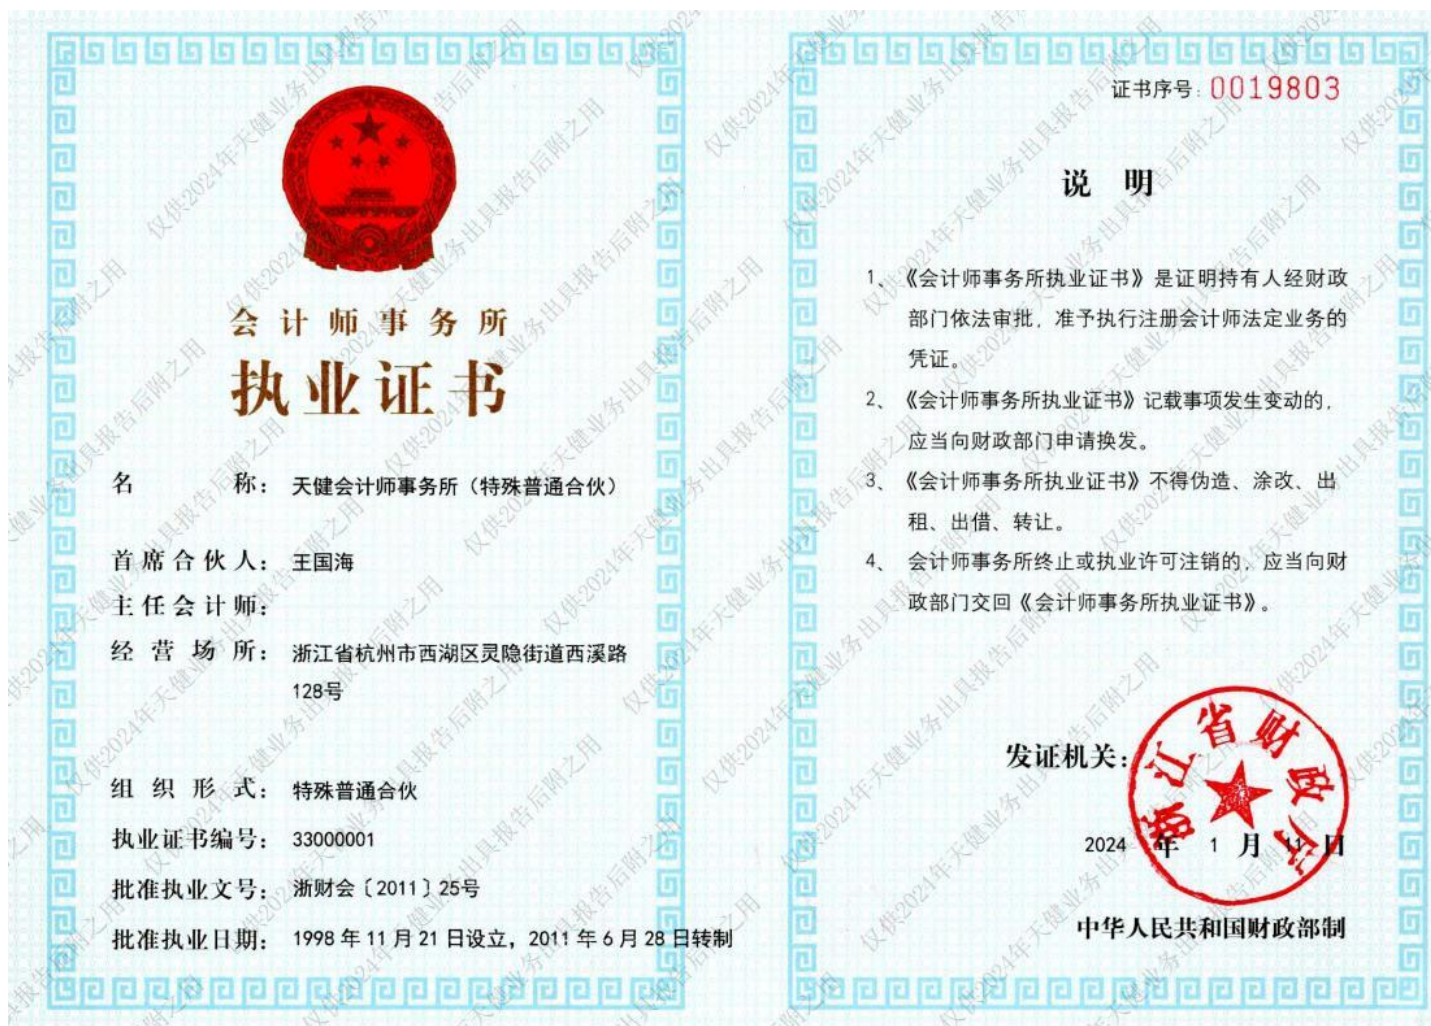 会计师事务所
执业证书
名 称： 天健会计师事务所（特殊普通合伙）
首席合伙人： 王国海
主任会计师：
经营场所： 浙江省杭州市西湖区灵隐街道西溪路
128号
组织形式： 特殊普通合伙
执业证书编号： 33000001
批准执业文号： 浙财会〔2011〕25号
批准执业日期： 1998年11月21日设立，2011年6月28日转制
证书序号：0019803
说 明
1、《会计师事务所执业证书》是证明持有人经财政
部门依法审批，准予执行注册会计师法定业务的
凭证。
2、《会计师事务所执业证书》记载事项发生变动的，
应当向财政部门申请换发。
3、《会计师事务所执业证书》不得伪造、涂改、出
租、出借、转让。
4、 会计师事务所终止或执业许可注销的，应当向财
政部门交回《会计师事务所执业证书》。
发证机关：
浙江省财政厅
2024 年 1 月 11 日
中华人民共和国财政部制
仅供2024年天健业务出具报告后附之用